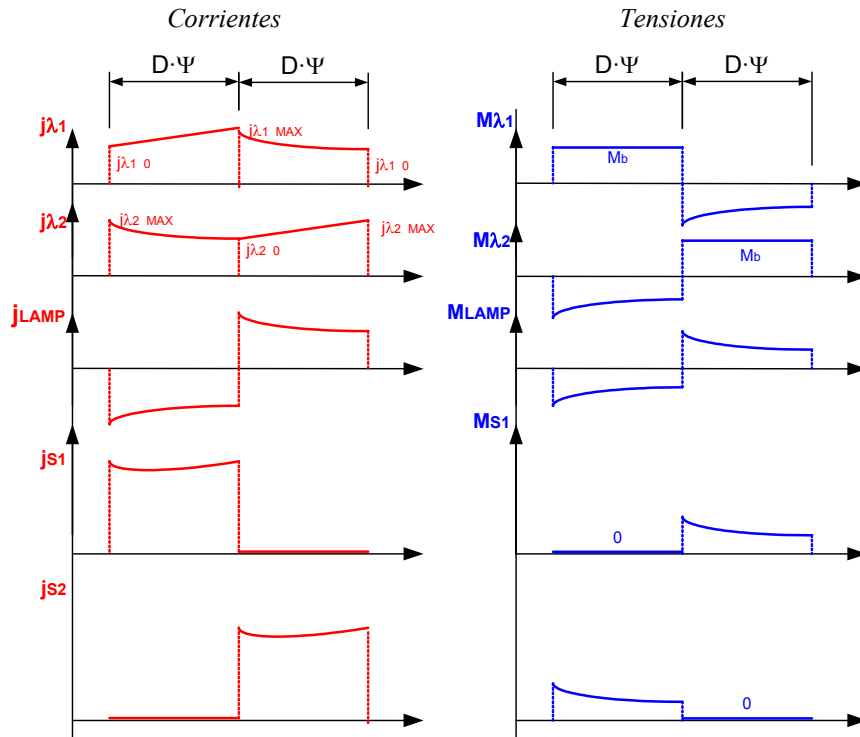 Corrientes
Tensiones
D·Ψ D·Ψ
D·Ψ D·Ψ
jλ1
jλ1 0
jλ1 MAX
jλ1 0
jλ2
jλ2 MAX
jλ2 0
jλ2 MAX
jLAMP
jS1
jS2
Mλ1
Mb
Mλ2
Mb
MLAMP
MS1
0
0